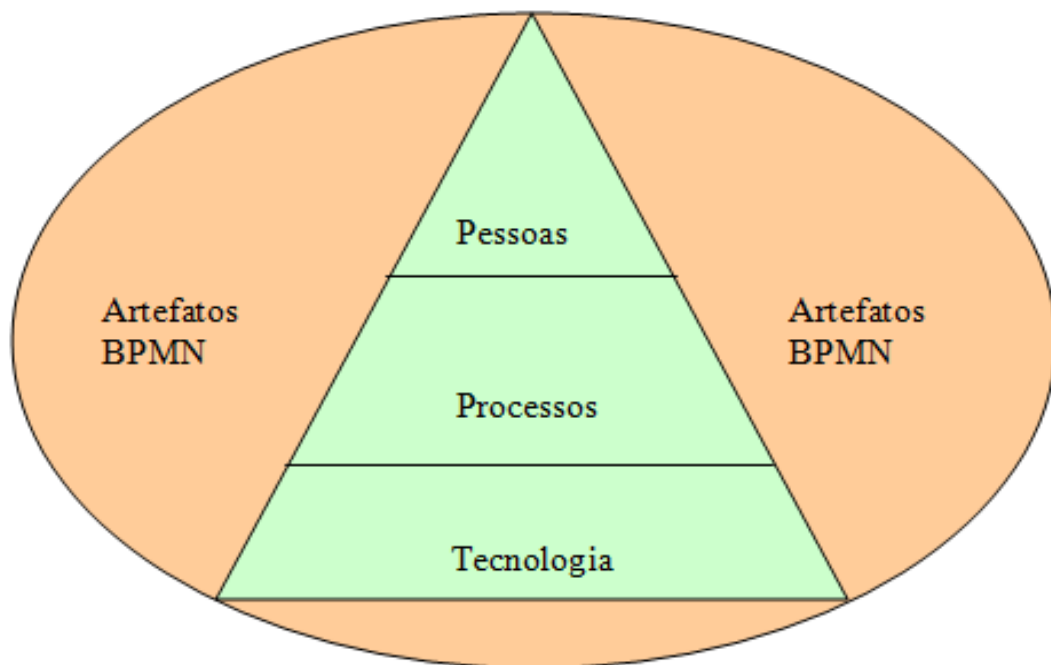 Pessoas
Artefatos
BPMN
Artefatos
BPMN
Processos
Tecnologia